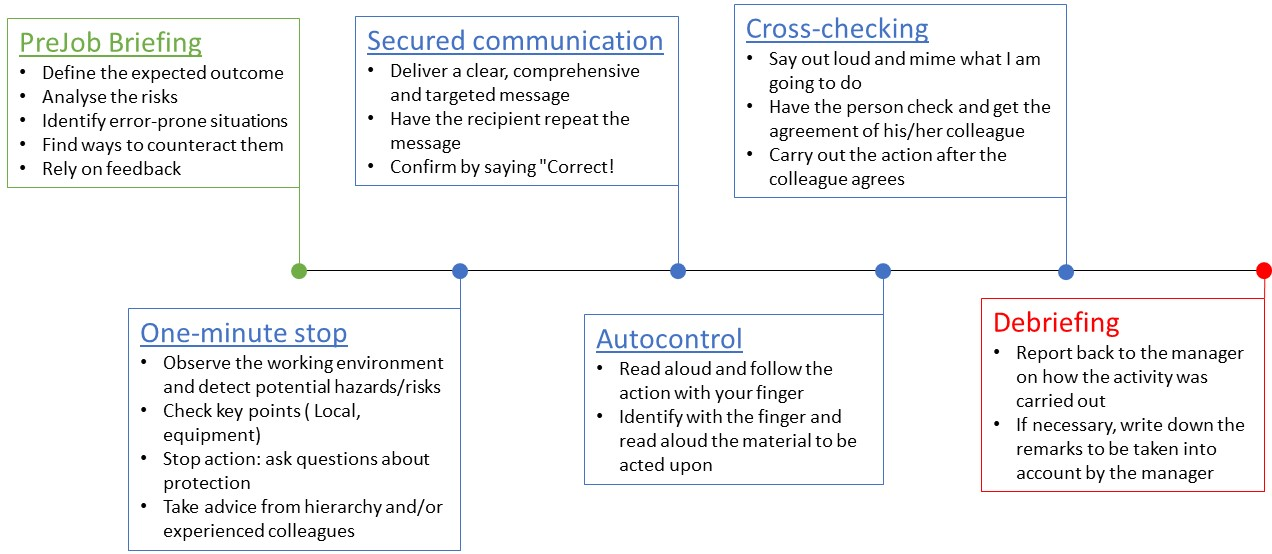 PreJob Briefing
• Define the expected outcome
• Analyse the risks
• Identify error-prone situations
• Find ways to counteract them
• Rely on feedback
One-minute stop
• Observe the working environment
and detect potential hazards/risks
• Check key points ( Local,
equipment)
• Stop action: ask questions about
protection
• Take advice from hierarchy and/or
experienced colleagues
Secured communication
• Deliver a clear, comprehensive
and targeted message
• Have the recipient repeat the
message
• Confirm by saying "Correct!
Autocontrol
• Read aloud and follow the
action with your finger
• Identify with the finger and
read aloud the material to be
acted upon
Cross-checking
• Say out loud and mime what I am
going to do
• Have the person check and get the
agreement of his/her colleague
• Carry out the action after the
colleague agrees
Debriefing
• Report back to the manager
on how the activity was
carried out
• If necessary, write down the
remarks to be taken into
account by the manager